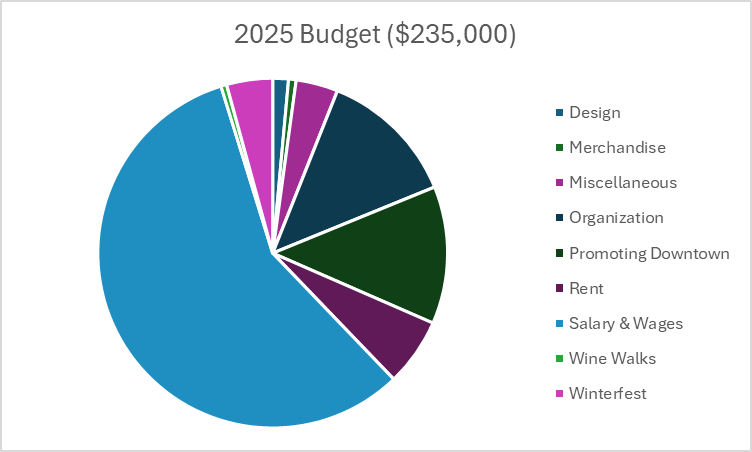 2025 Budget ($235,000)
Design
Merchandise
Miscellaneous
Organization
Promoting Downtown
Rent
Salary & Wages
Wine Walks
Winterfest